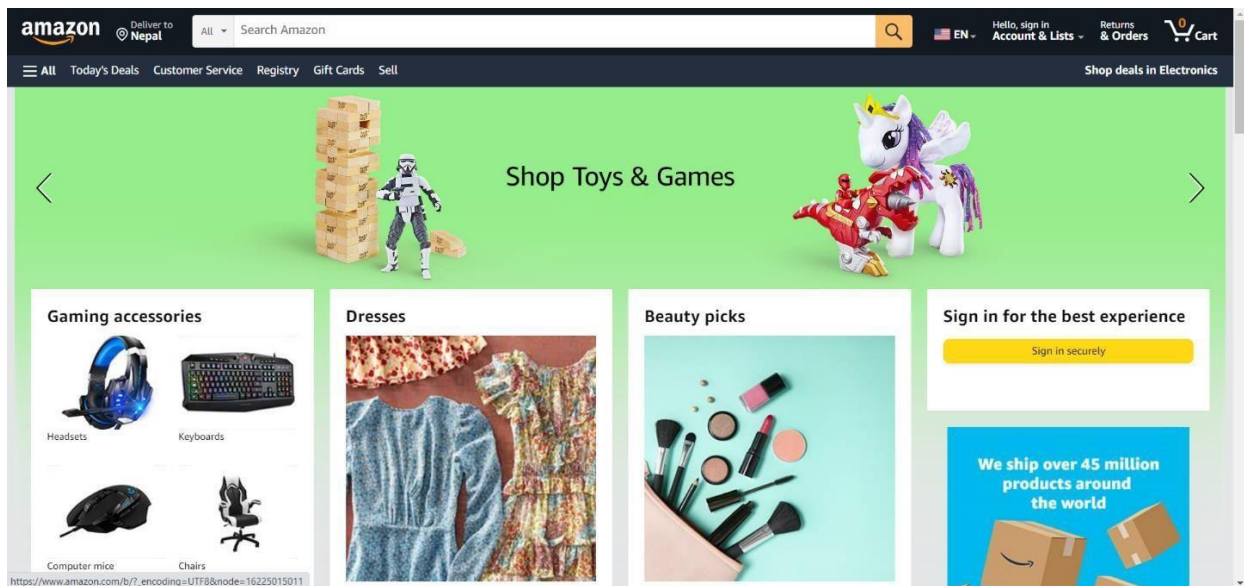 amazon
Deliver to
Nepal
All
Search Amazon
EN
Hello, sign in
Account & Lists
Returns
& Orders
0
Cart
All
Today's Deals
Customer Service
Registry
Gift Cards
Sell
Shop deals in Electronics
Shop Toys & Games
Gaming accessories
Headsets
Keyboards
Computer mice
Chairs
Dresses
Beauty picks
Sign in for the best experience
Sign in securely
We ship over 45 million
products around
the world
https://www.amazon.com/b/?_encoding=UTF8&node=16225015011